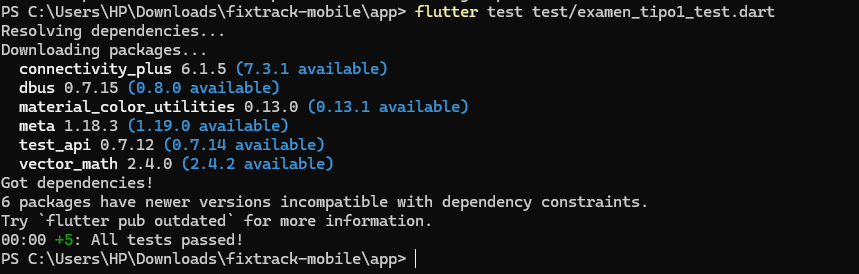 PS C:\Users\HP\Downloads\fixtrack-mobile\app> flutter test test/examen_tipo1_test.dart
Resolving dependencies...
Downloading packages...
  connectivity_plus 6.1.5 (7.3.1 available)
  dbus 0.7.15 (0.8.0 available)
  material_color_utilities 0.13.0 (0.13.1 available)
  meta 1.18.3 (1.19.0 available)
  test_api 0.7.12 (0.7.14 available)
  vector_math 2.4.0 (2.4.2 available)
Got dependencies!
6 packages have newer versions incompatible with dependency constraints.
Try `flutter pub outdated` for more information.
00:00 +5: All tests passed!
PS C:\Users\HP\Downloads\fixtrack-mobile\app>